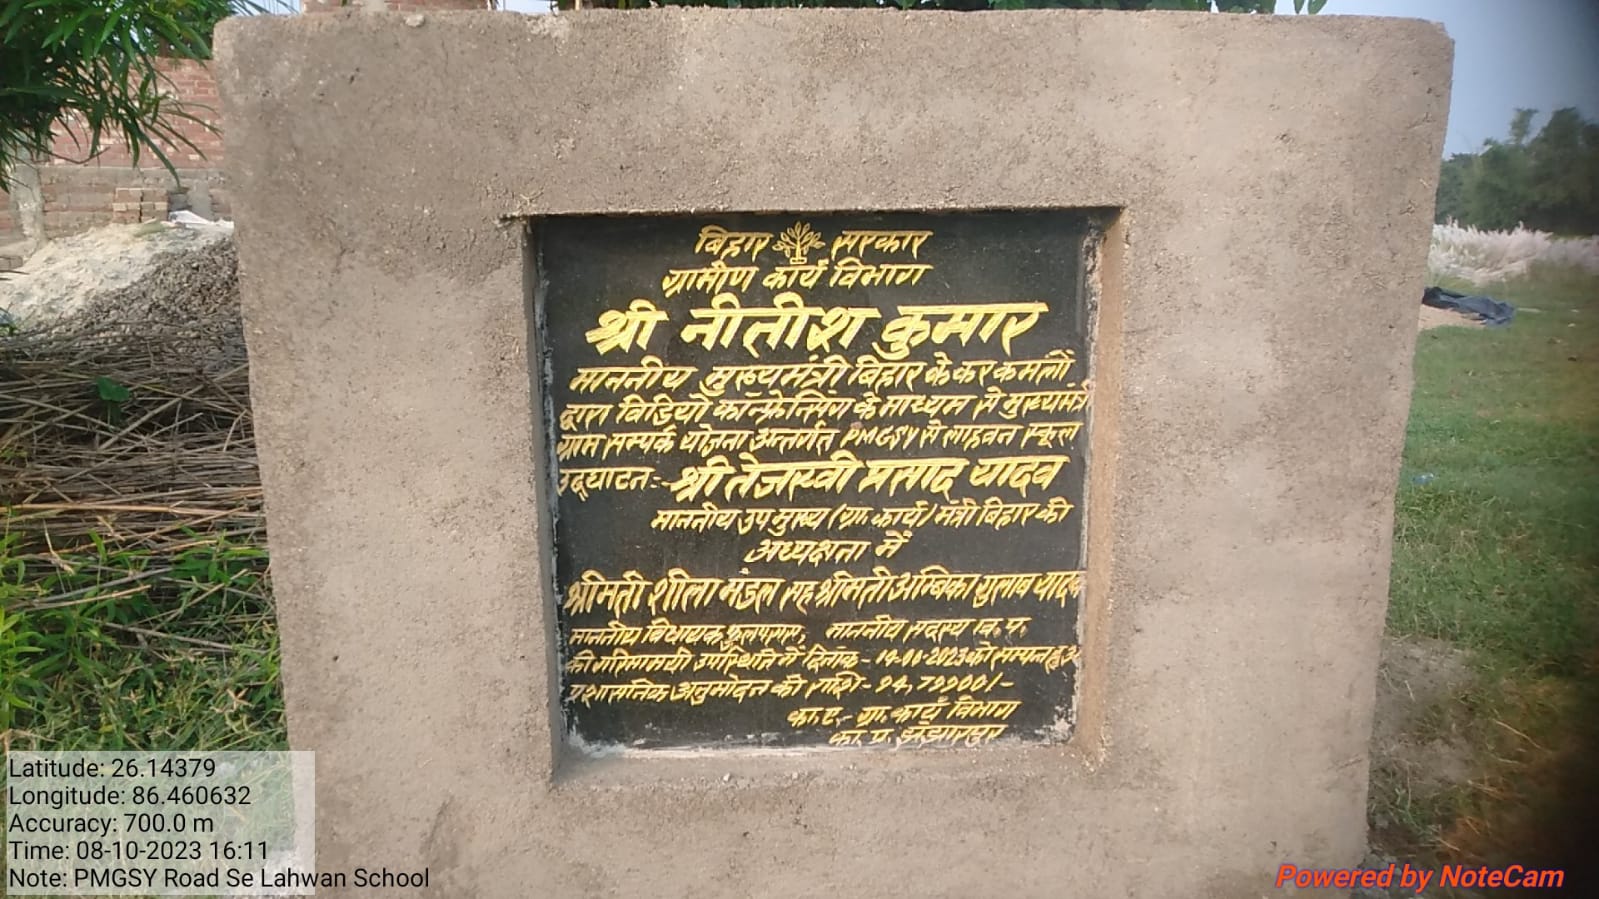 बिहार सरकार
ग्रामीण कार्य विभाग
श्री नीतीश कुमार
माननीय मुख्यमंत्री बिहार के कर कमलों
द्वारा विडियो कॉन्फ्रेन्सिंग के माध्यम से मुख्यमंत्री
ग्राम सम्पर्क योजना अन्तर्गत PMGSY से लाहवन स्कूल
उद्घाटन:- श्री तेजस्वी प्रसाद यादव
माननीय उप मुख्य (ग्रा. कार्य) मंत्री बिहार की
अध्यक्षता में
श्रीमती शीला मंडल सह श्रीमती अम्बिका गुलाब यादव
माननीय विधायक फुलपरास, माननीय सदस्य वि. प.
की गरिमामयी उपस्थिति में दिनांक- 14-06-2023 को सम्पन्न हुआ
प्रशासनिक अनुमोदन की राशि-
का. ए.- ग्रा. कार्य विभाग
का. प्र. झंझारपुर
Latitude: 26.14379
Longitude: 86.460632
Accuracy: 700.0 m
Time: 08-10-2023 16:11
Note: PMGSY Road Se Lahwan School
Powered by NoteCam